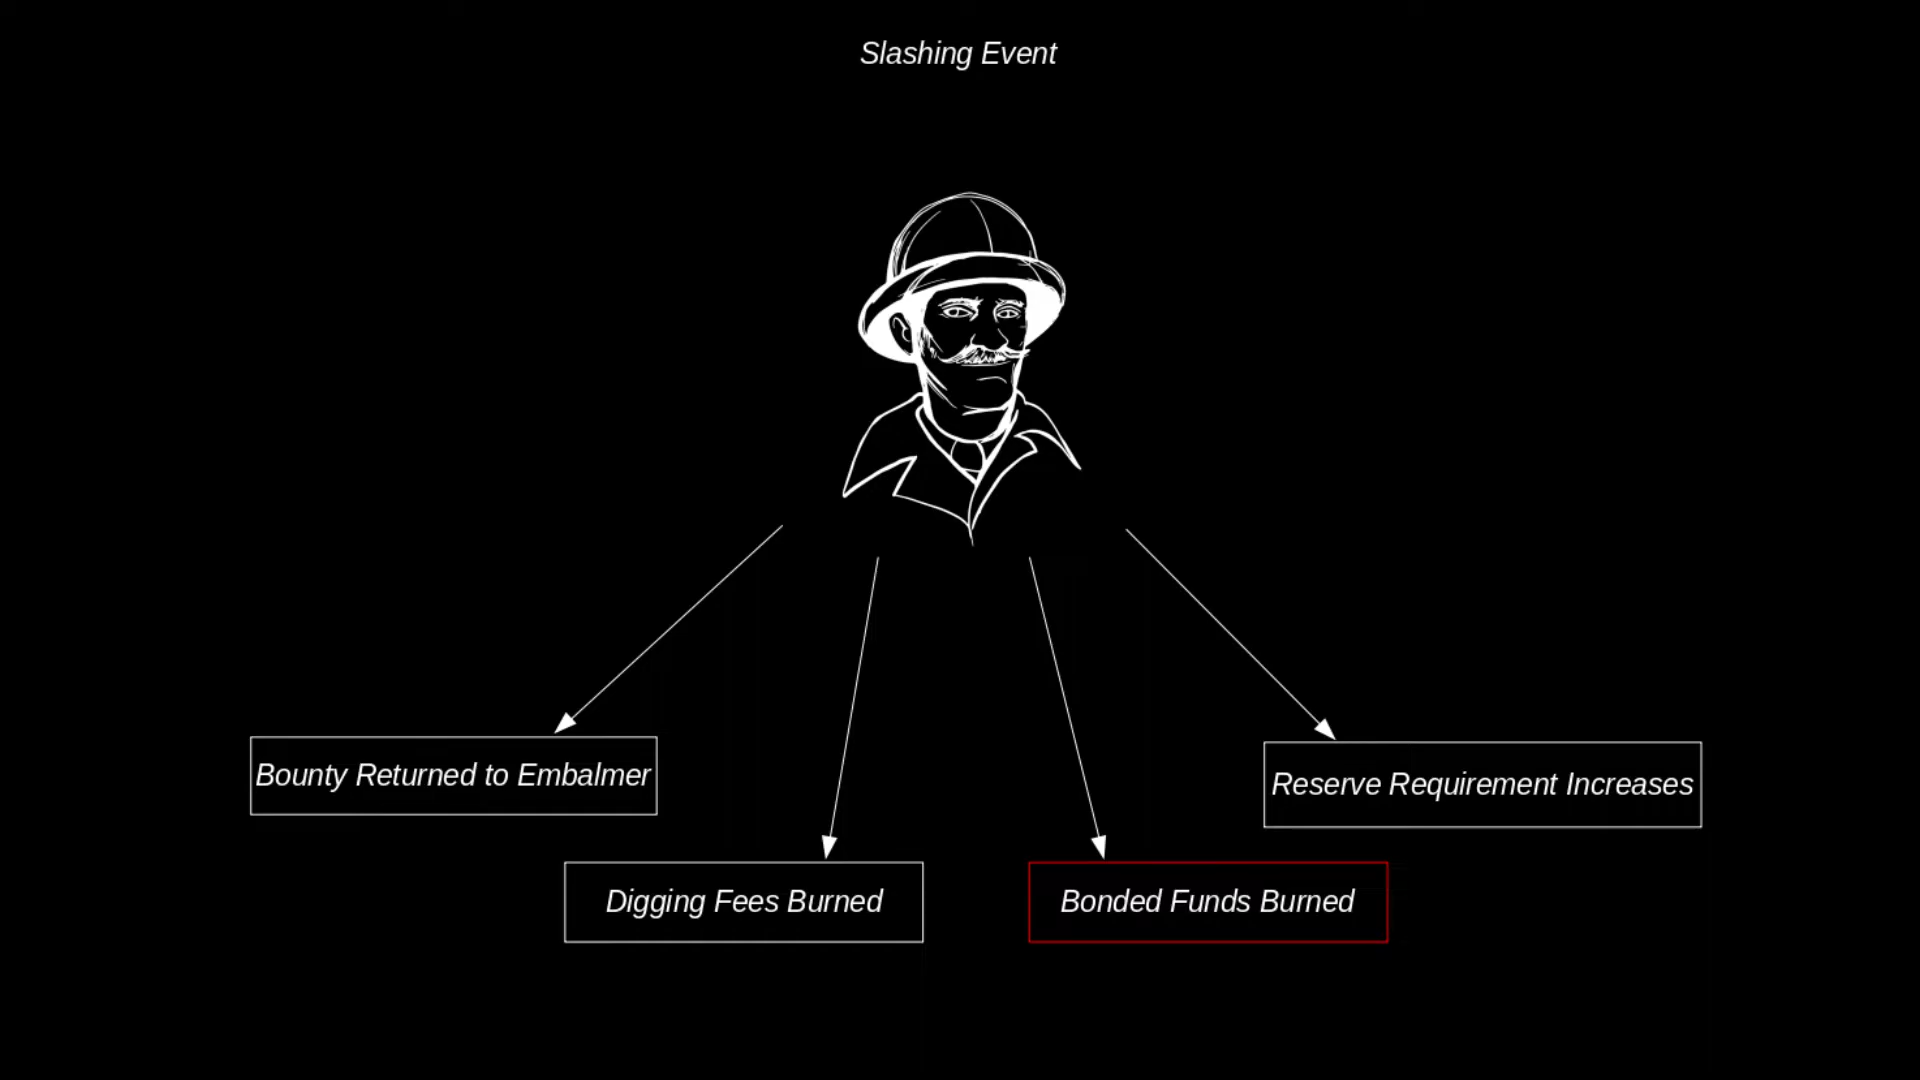 Slashing Event
Bounty Returned to Embalmer
Reserve Requirement Increases
Digging Fees Burned
Bonded Funds Burned